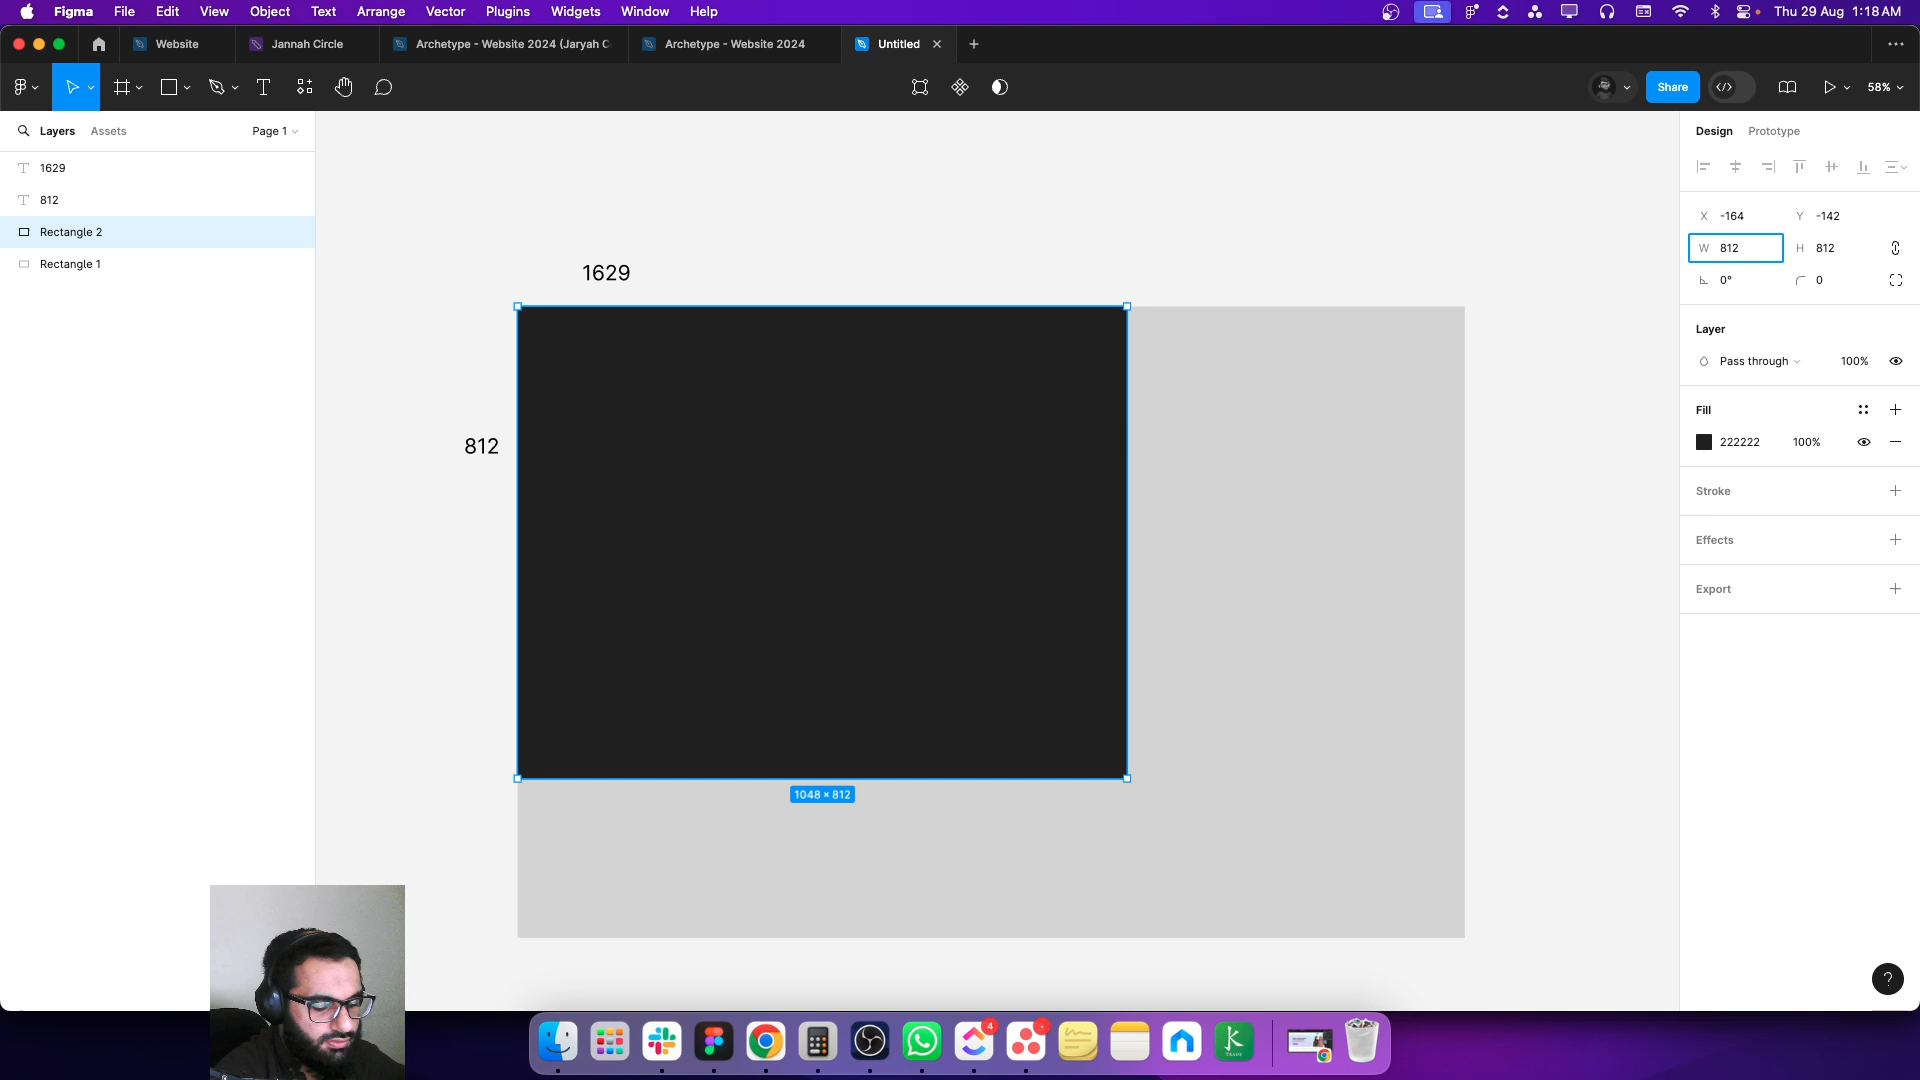 Figma File Edit View Object Text Arrange Vector Plugins Widgets Window Help Thu 29 Aug 1:18 AM
Website Jannah Circle Archetype - Website 2024 (Jaryah C Archetype - Website 2024 Untitled
Share 58%
Layers Assets Page 1
1629
812
Rectangle 2
Rectangle 1
1629
812
1048 × 812
Design Prototype
X -164 Y -142
W 812 H 812
0° 0
Layer
Pass through 100%
Fill
222222 100%
Stroke
Effects
Export
?
4
TRADE